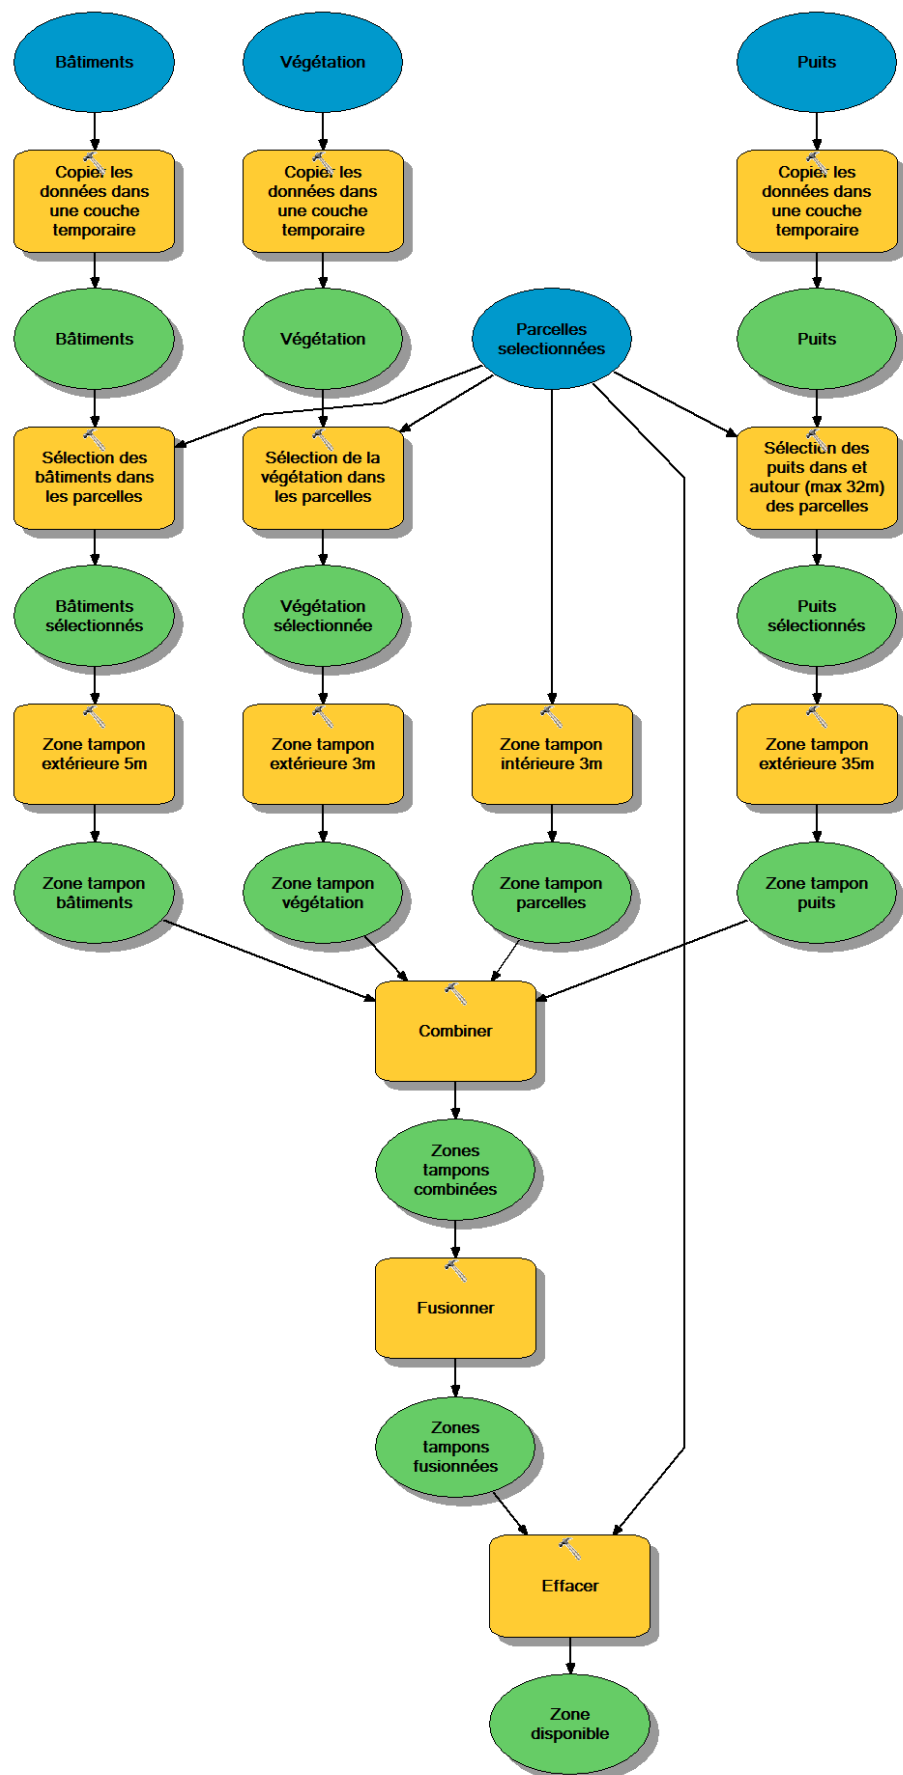 Bâtiments
Végétation
Puits
Copier les
données dans
une couche
temporaire
Copier les
données dans
une couche
temporaire
Copier les
données dans
une couche
temporaire
Bâtiments
Végétation
Parcelles
selectionnées
Puits
Sélection des
bâtiments dans
les parcelles
Sélection de la
végétation dans
les parcelles
Sélection des
puits dans et
autour (max 32m)
des parcelles
Bâtiments
sélectionnés
Végétation
sélectionnée
Puits
sélectionnés
Zone tampon
extérieure 5m
Zone tampon
extérieure 3m
Zone tampon
intérieure 3m
Zone tampon
extérieure 35m
Zone tampon
bâtiments
Zone tampon
végétation
Zone tampon
parcelles
Zone tampon
puits
Combiner
Zones
tampons
combinées
Fusionner
Zones
tampons
fusionnées
Effacer
Zone
disponible